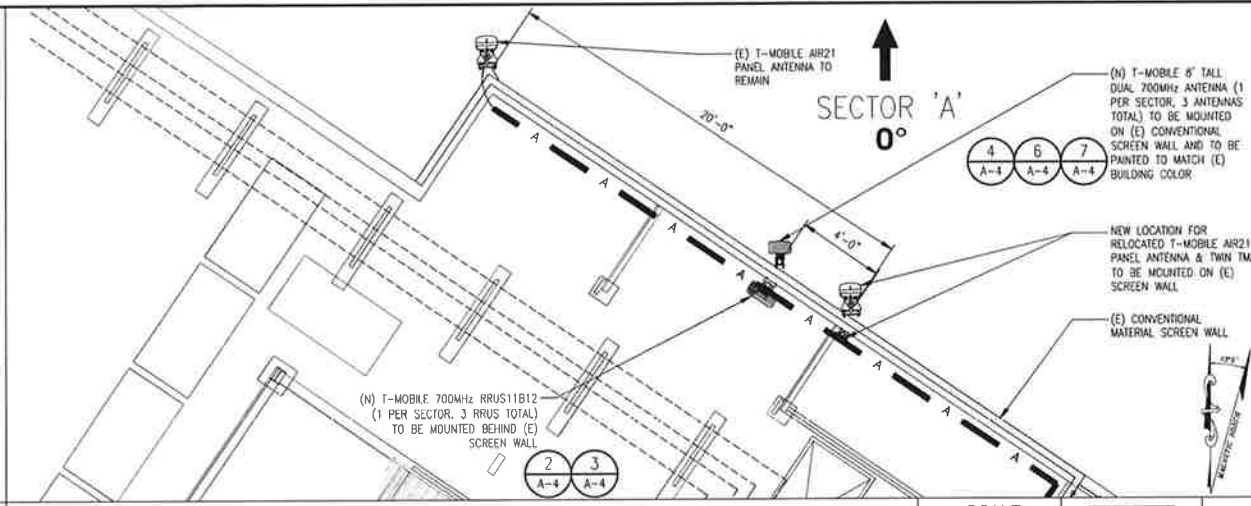 (E) T-MOBILE AIR21
PANEL ANTENNA TO
REMAIN
20'-0"
SECTOR 'A'
0°
(N) T-MOBILE 8' TALL
DUAL 700MHz ANTENNA (1
PER SECTOR, 3 ANTENNAS
TOTAL) TO BE MOUNTED
ON (E) CONVENTIONAL
SCREEN WALL AND TO BE
PAINTED TO MATCH (E)
BUILDING COLOR
4 6 7
A-4 A-4 A-4
4'-0"
NEW LOCATION FOR
RELOCATED T-MOBILE AIR21
PANEL ANTENNA & TWIN
TO BE MOUNTED ON (E)
SCREEN WALL
(E) CONVENTIONAL
MATERIAL SCREEN WALL
A
A
A
A
A
A
A
A
(N) T-MOBILE 700MHz RRUS11B12
(1 PER SECTOR, 3 RRUS TOTAL)
TO BE MOUNTED BEHIND (E)
SCREEN WALL
2 3
A-4 A-4
MAGNETIC NORTH